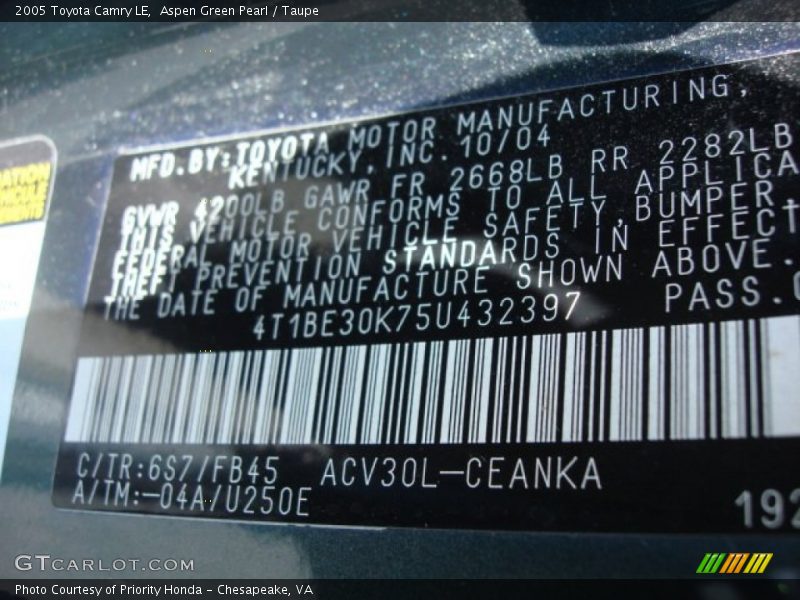 2005 Toyota Camry LE,  Aspen Green Pearl / Taupe
MFD.BY:TOYOTA MOTOR MANUFACTURING,
KENTUCKY, INC. 10/04
GVWR 4200LB GAWR FR 2668LB RR 2282LB
THIS VEHICLE CONFORMS TO ALL APPLICA
FEDERAL MOTOR VEHICLE SAFETY, BUMPER
THEFT PREVENTION STANDARDS IN EFFECT
THE DATE OF MANUFACTURE SHOWN ABOVE.
4T1BE30K75U432397 PASS.
C/TR:6S7/FB45 ACV30L-CEANKA
A/TM:-04A/U250E
192
GTCARLOT.COM
Photo Courtesy of Priority Honda - Chesapeake, VA